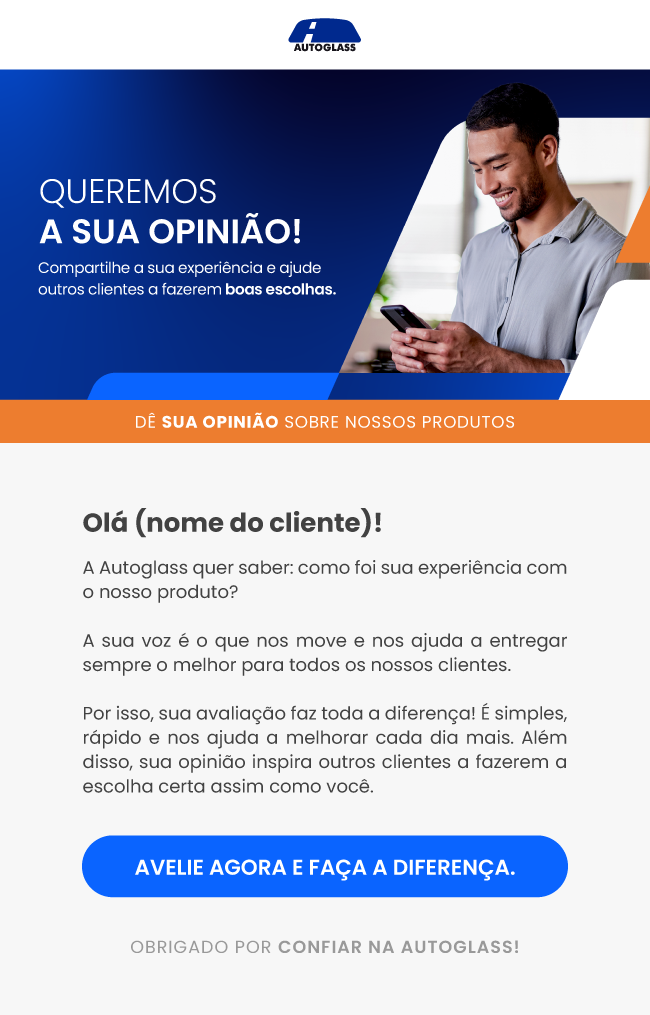 AUTOGLASS
QUEREMOS
A SUA OPINIÃO!
Compartilhe a sua experiência e ajude
outros clientes a fazerem boas escolhas.
DÊ SUA OPINIÃO SOBRE NOSSOS PRODUTOS
Olá (nome do cliente)!
A Autoglass quer saber: como foi sua experiência com
o nosso produto?
A sua voz é o que nos move e nos ajuda a entregar
sempre o melhor para todos os nossos clientes.
Por isso, sua avaliação faz toda a diferença! É simples,
rápido e nos ajuda a melhorar cada dia mais. Além
disso, sua opinião inspira outros clientes a fazerem a
escolha certa assim como você.
AVELIE AGORA E FAÇA A DIFERENÇA.
OBRIGADO POR CONFIAR NA AUTOGLASS!